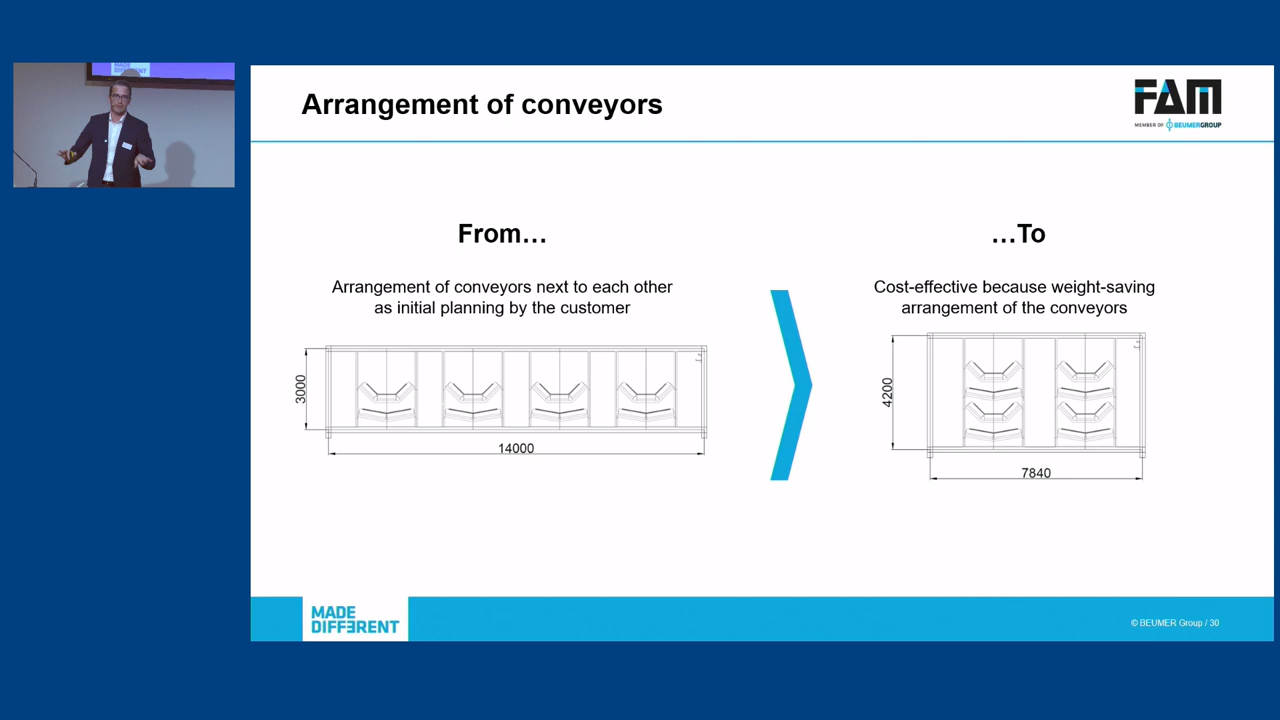 MADE
DIFFERENT
Arrangement of conveyors
FAM
MEMBER OF BEUMERGROUP
From...
...To
Arrangement of conveyors next to each other
as initial planning by the customer
Cost-effective because weight-saving
arrangement of the conveyors
3000
14000
4200
7840
MADE
DIFFERENT
© BEUMER Group / 30